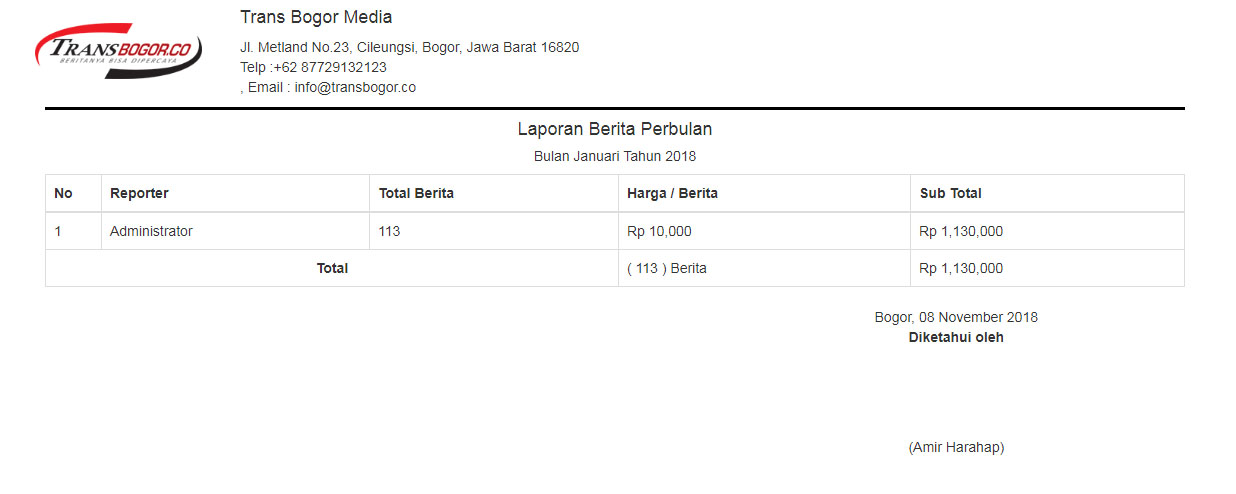 TRANSBOGOR.CO
BERITANYA BISA DIPERCAYA
Trans Bogor Media
Jl. Metland No.23, Cileungsi, Bogor, Jawa Barat 16820
Telp :+62 87729132123
, Email : info@transbogor.co
Laporan Berita Perbulan
Bulan Januari Tahun 2018
No Reporter Total Berita Harga / Berita Sub Total
1 Administrator 113 Rp 10,000 Rp 1,130,000
Total ( 113 ) Berita Rp 1,130,000
Bogor, 08 November 2018
Diketahui oleh
(Amir Harahap)